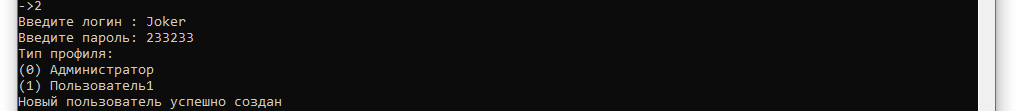 ->2
Введите логин : Joker
Введите пароль: 233233
Тип профиля:
(0) Администратор
(1) Пользователь1
Новый пользователь успешно создан